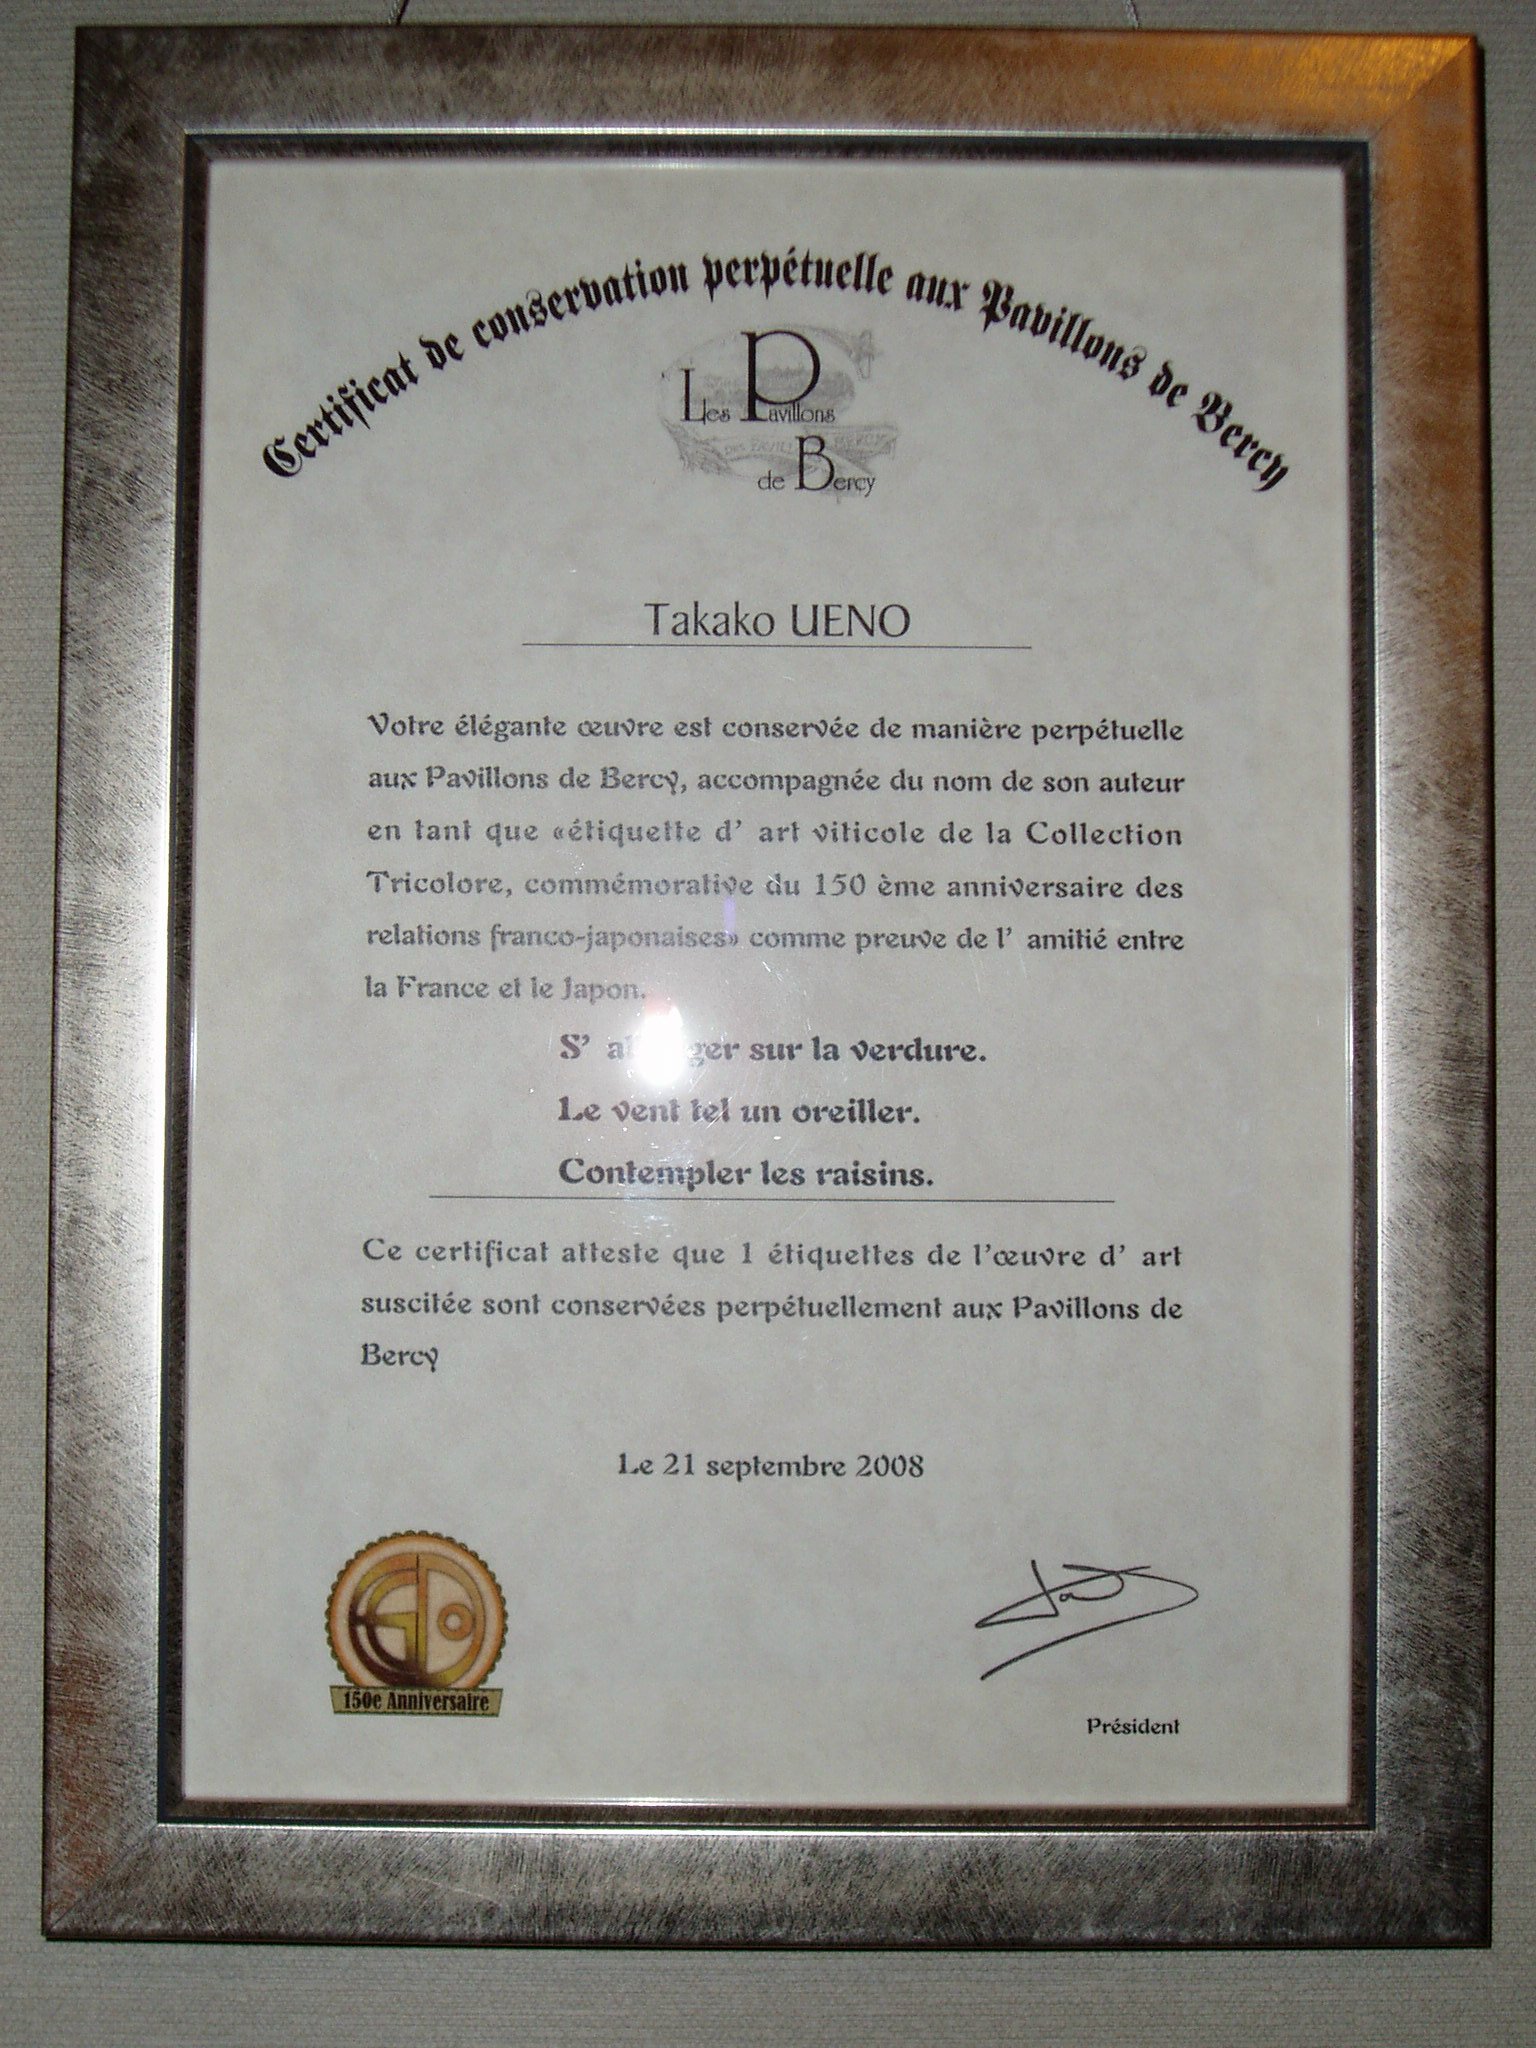 Certificat de conservation perpétuelle aux Pavillons de Bercy
Les Pavillons
de Bercy
Takako UENO
Votre élégante œuvre est conservée de manière perpétuelle
aux Pavillons de Bercy, accompagnée du nom de son auteur
en tant que «étiquette d' art viticole de la Collection
Tricolore, commémorative du 150 ème anniversaire des
relations franco-japonaises» comme preuve de l' amitié entre
la France et le Japon.
S' sur la verdure.
Le vent tel un oreiller.
Contempler les raisins.
Ce certificat atteste que 1 étiquettes de l'œuvre d' art
suscitée sont conservées perpétuellement aux Pavillons de
Bercy
Le 21 septembre 2008
150e Anniversaire
Président